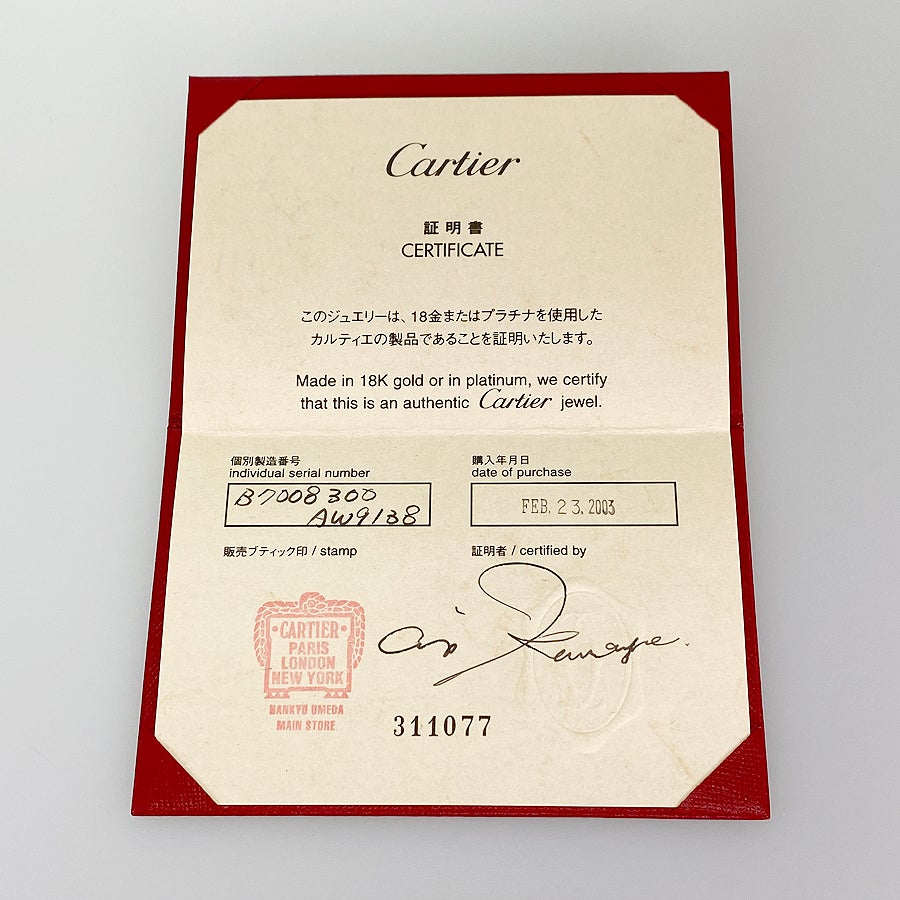 Cartier
証明書
CERTIFICATE
このジュエリーは、18金またはプラチナを使用した
カルティエの製品であることを証明いたします。
Made in 18K gold or in platinum, we certify
that this is an authentic Cartier jewel.
個別製造番号
individual serial number
B7008300
AW9138
購入年月日
date of purchase
FEB. 23. 2003
販売ブティック印 / stamp
証明者 / certified by
·CARTIER·
PARIS
LONDON
NEW YORK
HANKYU UMEDA
MAIN STORE
311077